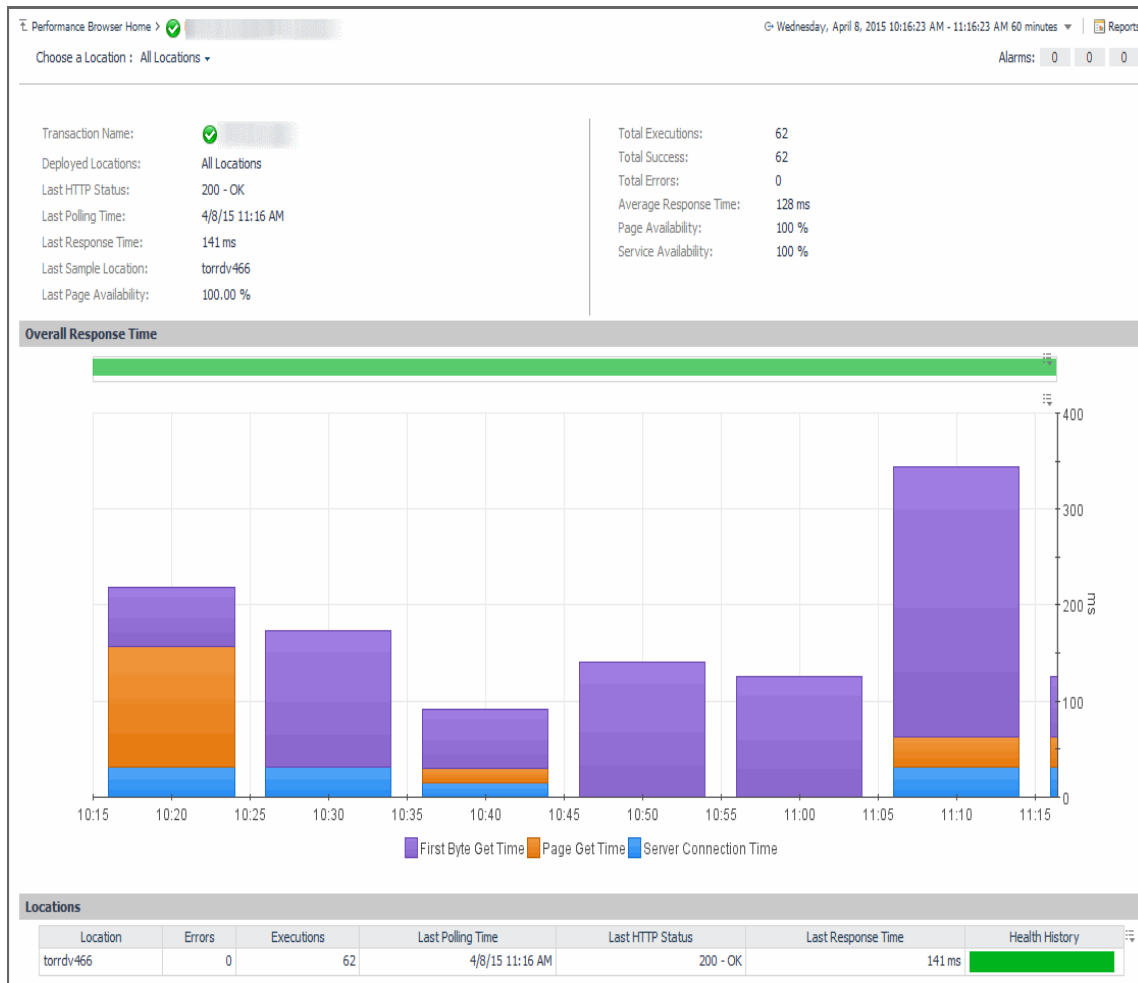 Performance Browser Home >
Wednesday, April 8, 2015 10:16:23 AM - 11:16:23 AM 60 minutes
Reports
Choose a Location : All Locations
Alarms: 0 0 0
Transaction Name:
Deployed Locations: All Locations
Last HTTP Status: 200 - OK
Last Polling Time: 4/8/15 11:16 AM
Last Response Time: 141 ms
Last Sample Location: torrdv466
Last Page Availability: 100.00 %
Total Executions: 62
Total Success: 62
Total Errors: 0
Average Response Time: 128 ms
Page Availability: 100 %
Service Availability: 100 %
Overall Response Time
400
300
200
100
0
ms
10:15 10:20 10:25 10:30 10:35 10:40 10:45 10:50 10:55 11:00 11:05 11:10 11:15
First Byte Get Time Page Get Time Server Connection Time
Locations
Location Errors Executions Last Polling Time Last HTTP Status Last Response Time Health History
torrdv466 0 62 4/8/15 11:16 AM 200 - OK 141 ms